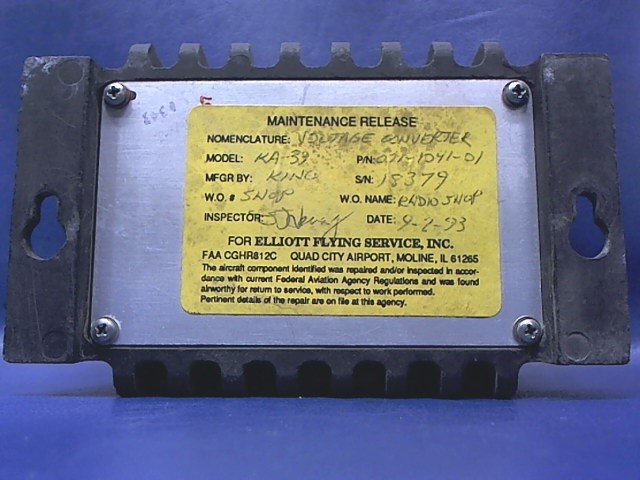 MAINTENANCE RELEASE
NOMENCLATURE: VOLTAGE CONVERTER
MODEL: KA-39 P/N: 071-1041-01
MFGR BY: KING S/N: 18379
W.O.# SHOP W.O. NAME: RADIO SHOP
INSPECTOR: DATE: 9-2-93
FOR ELLIOTT FLYING SERVICE, INC.
FAA CGHR812C QUAD CITY AIRPORT, MOLINE, IL 61265
The aircraft component identified was repaired and/or inspected in accor-
dance with current Federal Aviation Agency Regulations and was found
airworthy for return to service, with respect to work performed.
Pertinent details of the repair are on file at this agency.